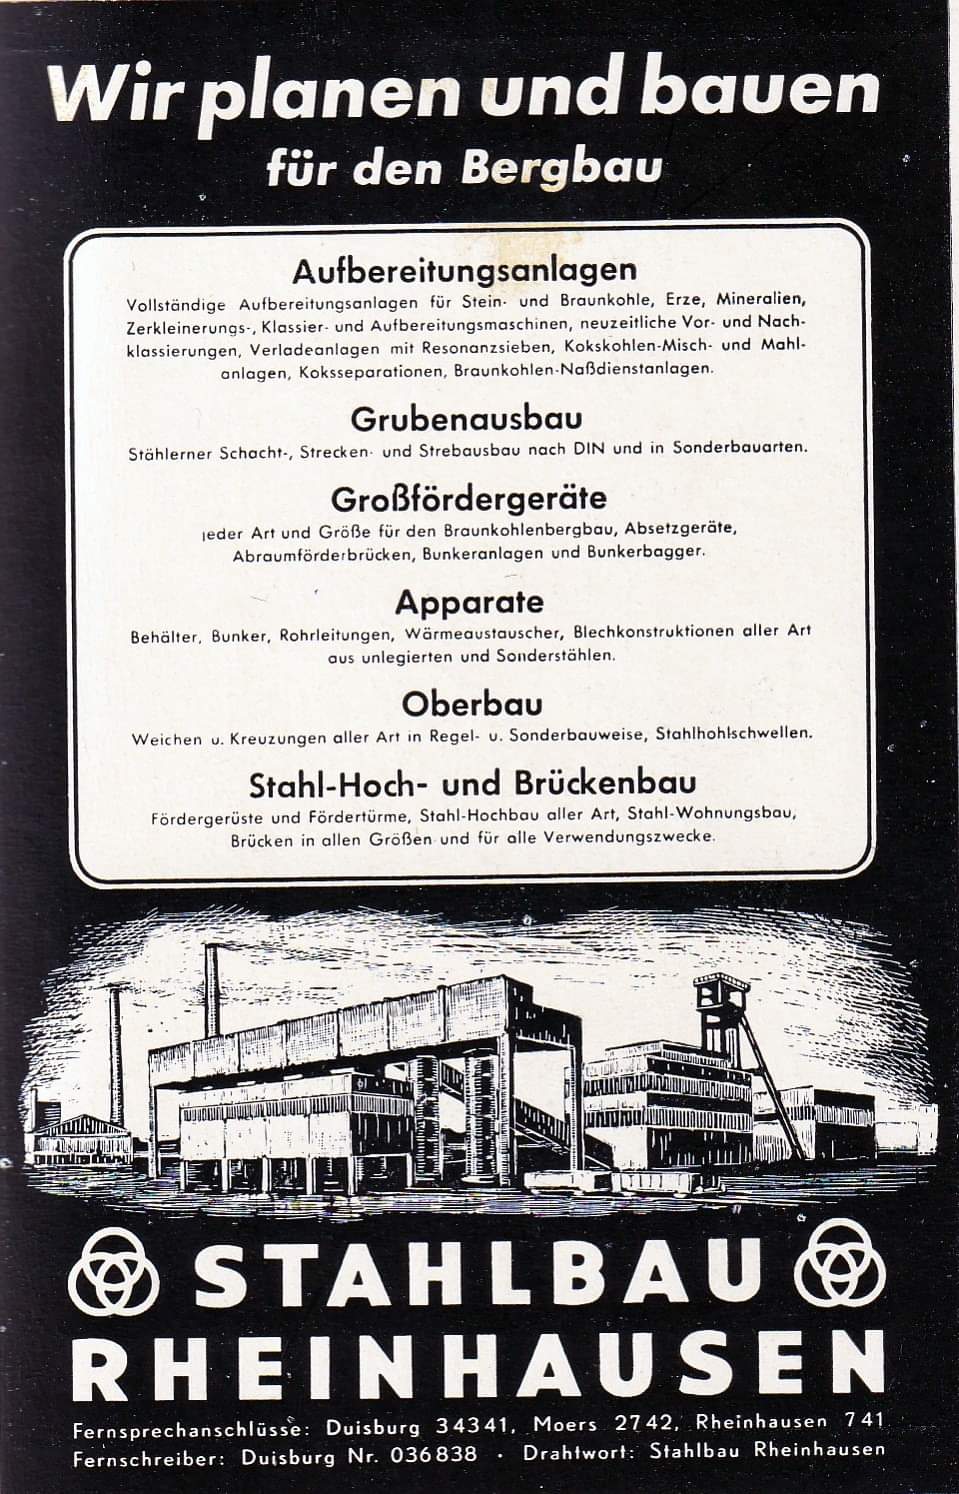 Wir planen und bauen
für den Bergbau
Aufbereitungsanlagen
Vollständige Aufbereitungsanlagen für Stein- und Braunkohle, Erze, Mineralien,
Zerkleinerungs-, Klassier- und Aufbereitungsmaschinen, neuzeitliche Vor- und Nach-
klassierungen, Verladeanlagen mit Resonanzsieben, Kokskohlen-Misch- und Mahl-
anlagen, Koksseparationen, Braunkohlen-Naßdienstanlagen.
Grubenausbau
Stählerner Schacht-, Strecken- und Strebausbau nach DIN und in Sonderbauarten.
Großfördergeräte
jeder Art und Größe für den Braunkohlenbergbau, Absetzgeräte,
Abraumförderbrücken, Bunkeranlagen und Bunkerbagger.
Apparate
Behälter, Bunker, Rohrleitungen, Wärmeaustauscher, Blechkonstruktionen aller Art
aus unlegierten und Sonderstählen.
Oberbau
Weichen u. Kreuzungen aller Art in Regel- u. Sonderbauweise, Stahlhohlschwellen.
Stahl-Hoch- und Brückenbau
Fördergerüste und Fördertürme, Stahl-Hochbau aller Art, Stahl-Wohnungsbau,
Brücken in allen Größen und für alle Verwendungszwecke.
STAHLBAU
RHEINHAUSEN
Fernsprechanschlüsse: Duisburg 34341, Moers 2742, Rheinhausen 741
Fernschreiber: Duisburg Nr. 036838 · Drahtwort: Stahlbau Rheinhausen